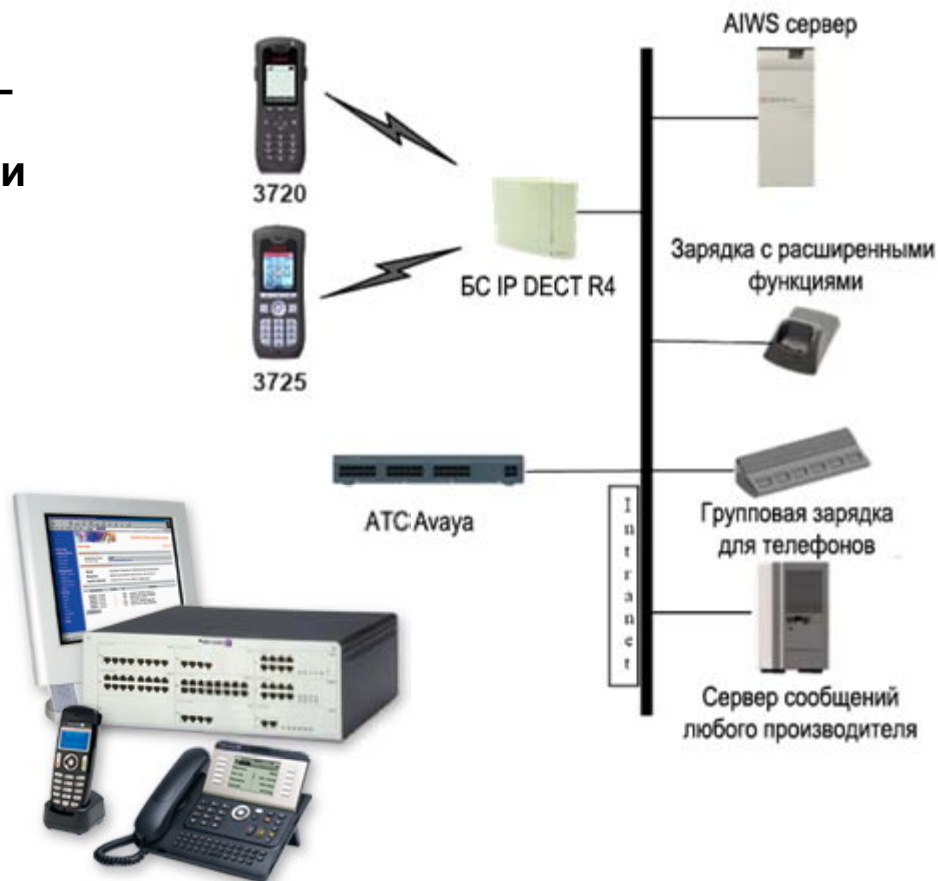 –
и
AIWS сервер
3720
БС IP DECT R4
3725
Зарядка с расширенными
функциями
АТС Avaya
Intranet
Групповая зарядка
для телефонов
Сервер сообщений
любого производителя